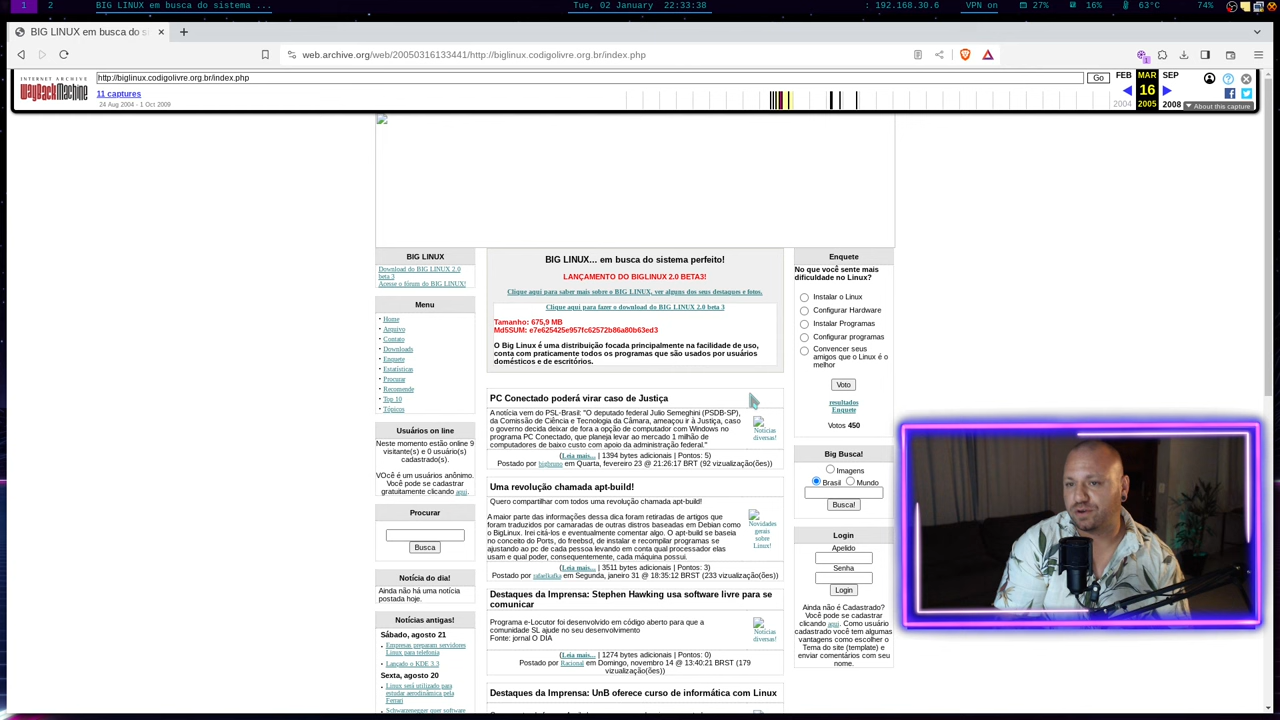 1 2 BIG LINUX em busca do sistema ... Tue, 02 January 22:33:38 : 192.168.30.6 VPN on 27% 16% 63°C 74%
BIG LINUX em busca do si
web.archive.org/web/20050316133441/http://biglinux.codigolivre.org.br/index.php
INTERNET ARCHIVE
WayBackMachine
http://biglinux.codigolivre.org.br/index.php
Go
11 captures
24 Aug 2004 - 1 Oct 2009
FEB MAR SEP
16
2004 2005 2008
About this capture
BIG LINUX
Download do BIG LINUX 2.0
beta 3
Acesse o fórum do BIG LINUX!
Menu
Home
Arquivo
Contato
Downloads
Enquete
Estatísticas
Procurar
Recomende
Top 10
Tópicos
Usuários on line
Neste momento estão online 9
visitante(s) e 0 usuário(s)
cadastrado(s).
VOcê é um usuários anônimo.
Você pode se cadastrar
gratuitamente clicando aqui.
Procurar
Busca
Notícia do dia!
Ainda não há uma notícia
postada hoje.
Notícias antigas!
Sábado, agosto 21
Empresas preparam servidores
Linux para telefonia
Lançado o KDE 3.3
Sexta, agosto 20
Linux será utilizado para
estudar aerodinâmica pela
Ferrari
Schwarzenegger quer software
BIG LINUX... em busca do sistema perfeito!
LANÇAMENTO DO BIGLINUX 2.0 BETA3!
Clique aqui para saber mais sobre o BIG LINUX, ver alguns dos seus destaques e fotos.
Clique aqui para fazer o download do BIG LINUX 2.0 beta 3
Tamanho: 675,9 MB
Md5SUM: e7e625425e957fc62572b86a80b63ed3
O Big Linux é uma distribuição focada principalmente na facilidade de uso,
conta com praticamente todos os programas que são usados por usuários
domésticos e de escritórios.
PC Conectado poderá virar caso de Justiça
A notícia vem do PSL-Brasil: "O deputado federal Julio Semeghini (PSDB-SP),
da Comissão de Ciência e Tecnologia da Câmara, ameaçou ir à Justiça, caso
o governo decida deixar de fora a opção de computador com Windows no
programa PC Conectado, que planeja levar ao mercado 1 milhão de
computadores de baixo custo com apoio da administração federal."
Notícias
diversas!
(Leia mais... | 1394 bytes adicionais | Pontos: 5)
Postado por bigbruno em Quarta, fevereiro 23 @ 21:26:17 BRT (92 vizualização(ões))
Uma revolução chamada apt-build!
Quero compartilhar com todos uma revolução chamada apt-build!
A maior parte das informações dessa dica foram retiradas de artigos que
foram traduzidos por camaradas de outras distros baseadas em Debian como
o BigLinux. Irei citá-los e eventualmente comentar algo. O apt-build se baseia
no conceito do Ports, do freebsd, de instalar e recompilar programas se
ajustando ao pc de cada pessoa levando em conta qual processador elas
usam e qual poder, consequentemente, cada máquina possui.
Novidades
gerais
sobre
Linux!
(Leia mais... | 3511 bytes adicionais | Pontos: 3)
Postado por rafaelkafka em Segunda, janeiro 31 @ 18:35:12 BRST (233 vizualização(ões))
Destaques da Imprensa: Stephen Hawking usa software livre para se
comunicar
Programa e-Locutor foi desenvolvido em código aberto para que a
comunidade SL ajude no seu desenvolvimento
Fonte: jornal O DIA
Notícias
diversas!
(Leia mais... | 1274 bytes adicionais | Pontos: 0)
Postado por Racional em Domingo, novembro 14 @ 13:40:21 BRST (179
vizualização(ões))
Destaques da Imprensa: UnB oferece curso de informática com Linux
Enquete
No que você sente mais
dificuldade no Linux?
Instalar o Linux
Configurar Hardware
Instalar Programas
Configurar programas
Convencer seus
amigos que o Linux é o
melhor
Voto
resultados
Enquete
Votos 450
Big Busca!
Imagens
Brasil Mundo
Busca!
Login
Apelido
Senha
Login
Ainda não é Cadastrado?
Você pode se cadastrar
clicando aqui. Como usuário
cadastrado você tem algumas
vantagens como escolher o
Tema do site (template) e
enviar comentários com seu
nome.